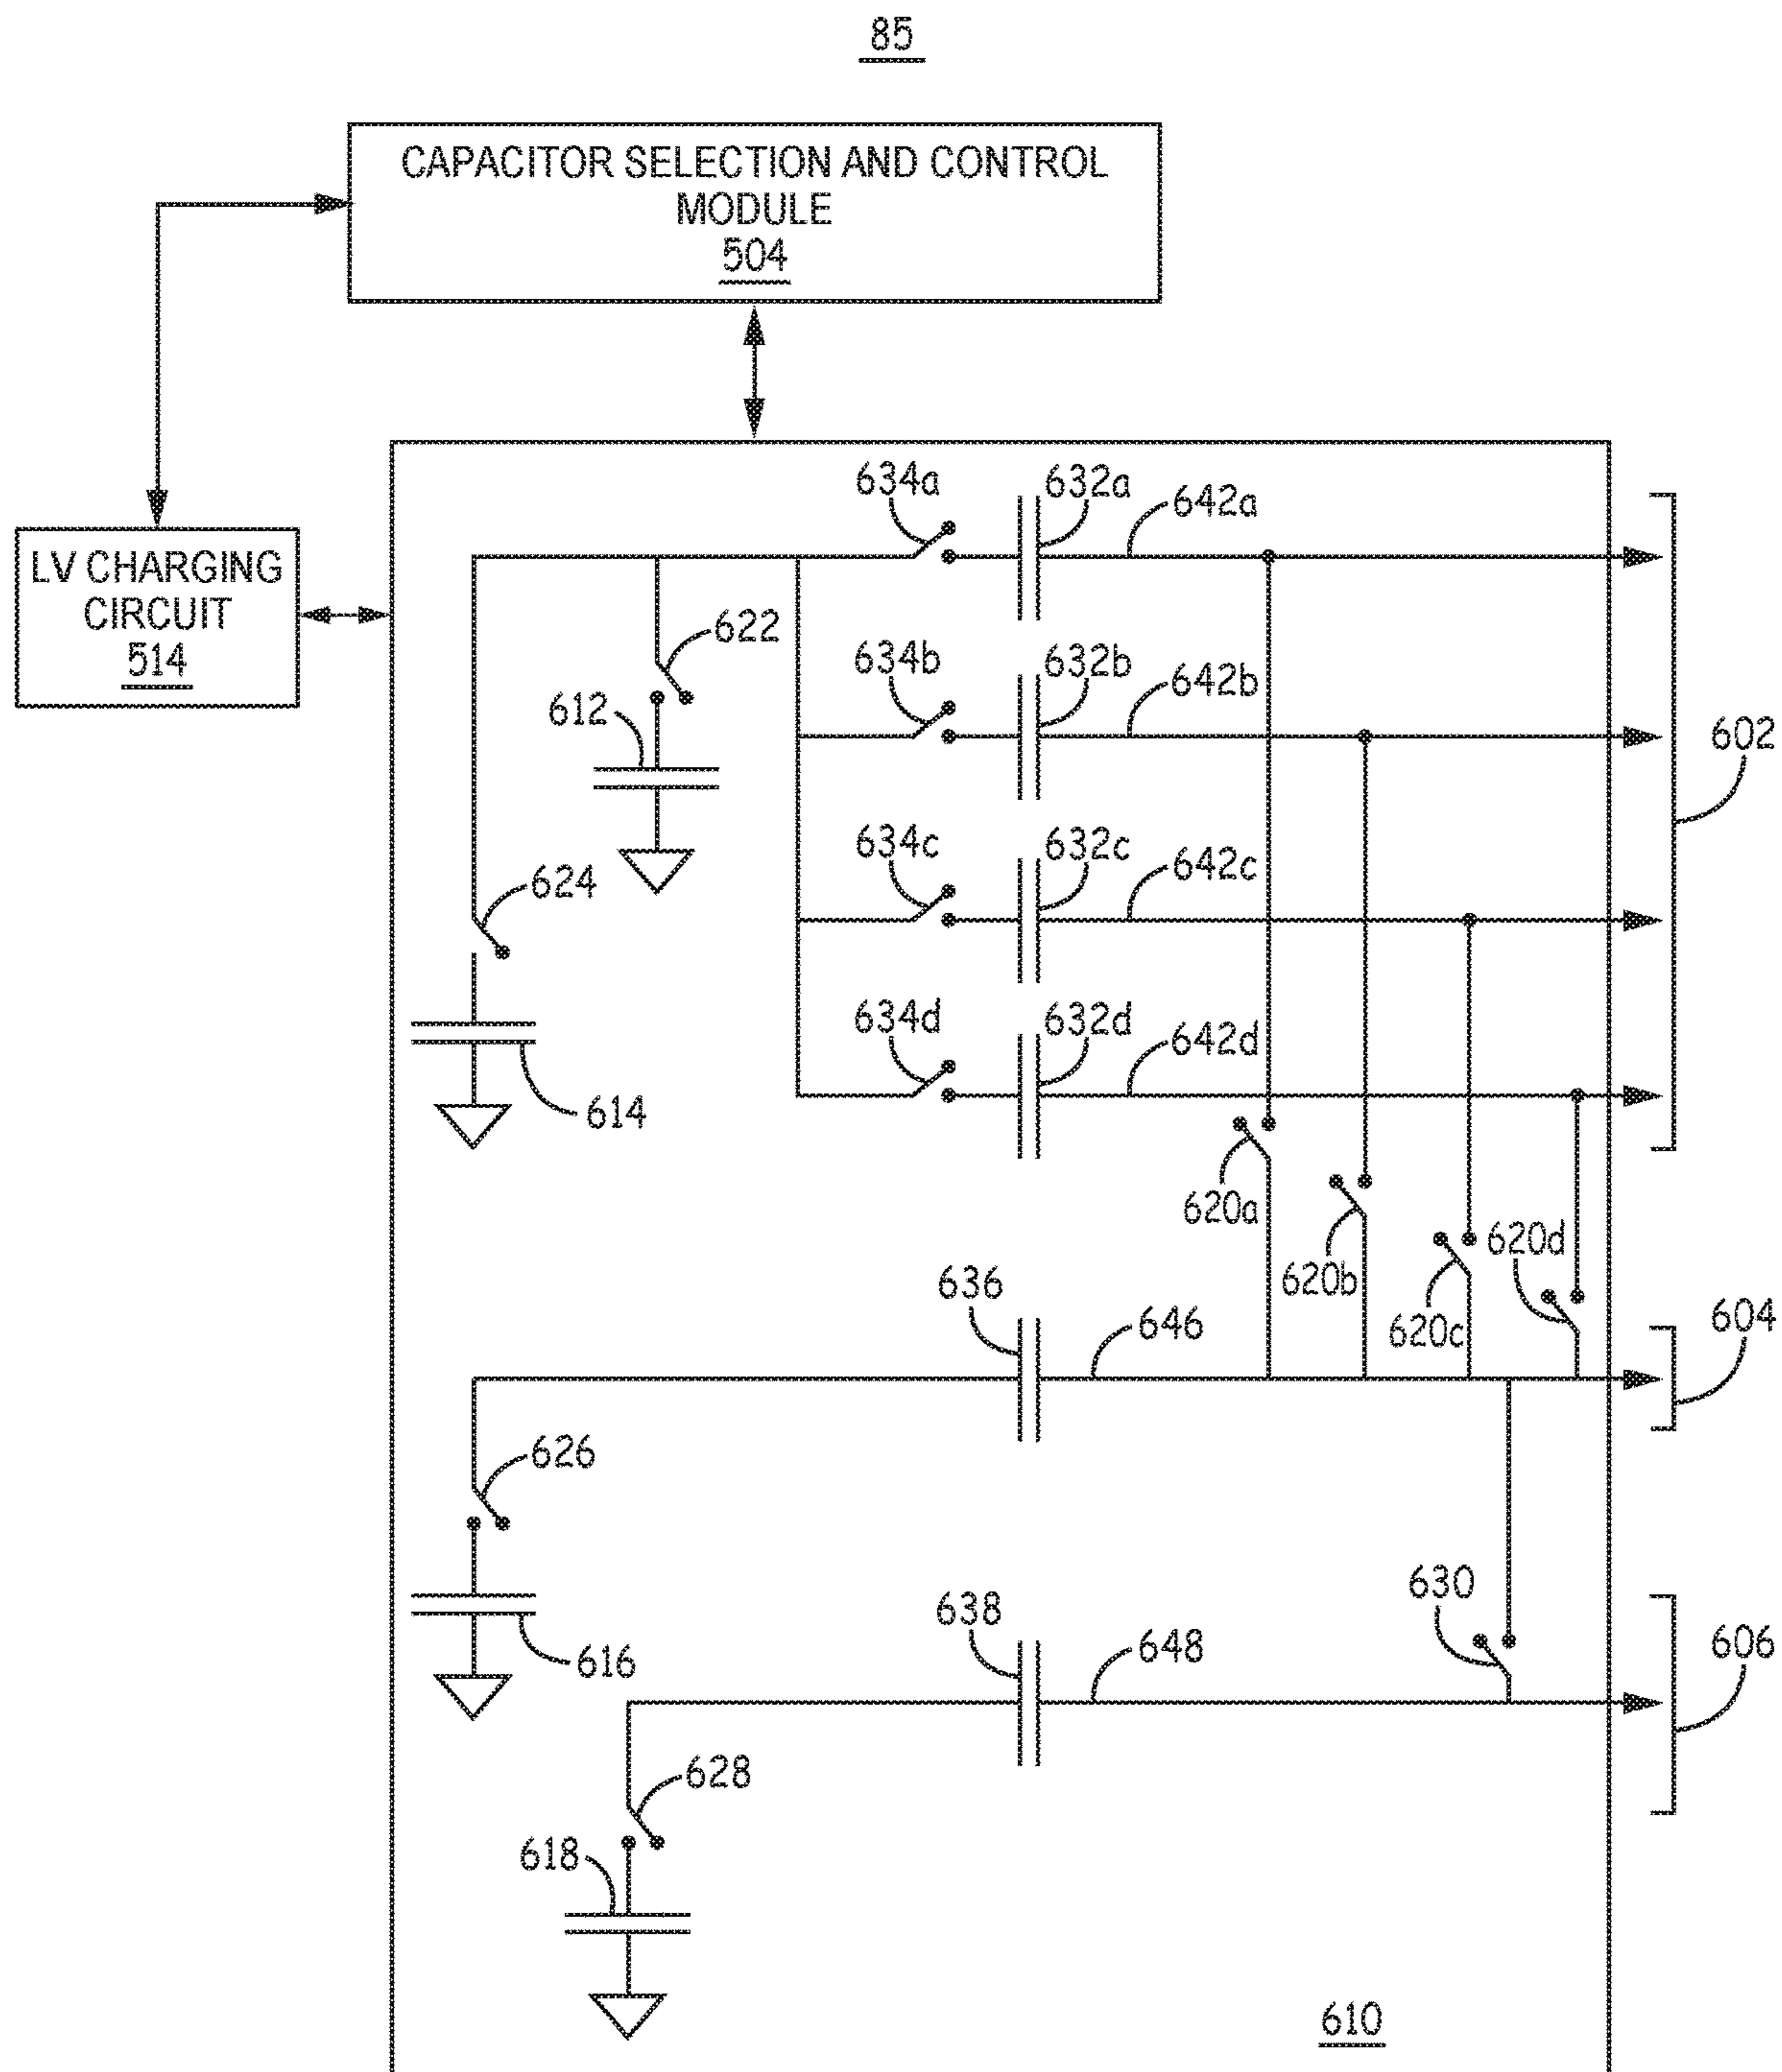 85
CAPACITOR SELECTION AND CONTROL
MODULE
504
LV CHARGING
CIRCUIT
514
634a
632a
642a
622
634b
632b
642b
612
602
634c
632c
642c
624
634d
632d
642d
614
620a
620b
620c
620d
636
646
604
626
630
638
648
616
606
628
618
610